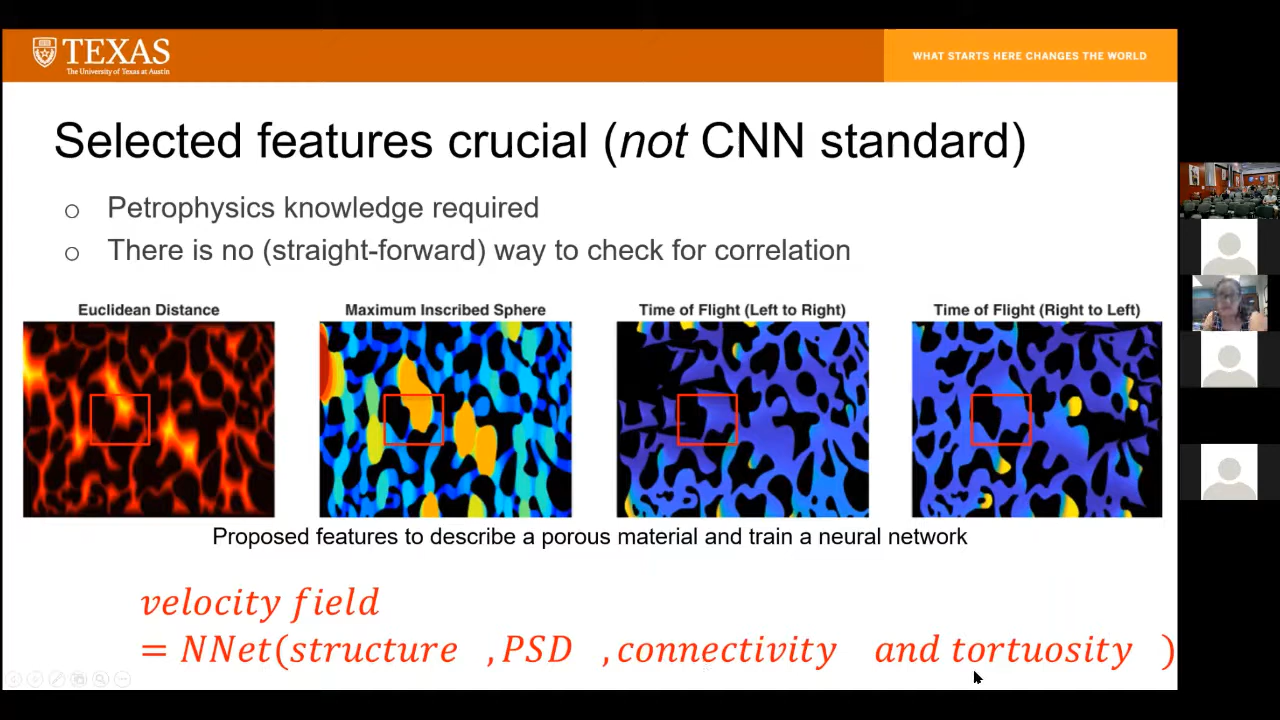 TEXAS
The University of Texas at Austin
WHAT STARTS HERE CHANGES THE WORLD
Selected features crucial (not CNN standard)
Petrophysics knowledge required
There is no (straight-forward) way to check for correlation
Euclidean Distance
Maximum Inscribed Sphere
Time of Flight (Left to Right)
Time of Flight (Right to Left)
Proposed features to describe a porous material and train a neural network
velocity field
= NNet(structure , PSD , connectivity and tortuosity )